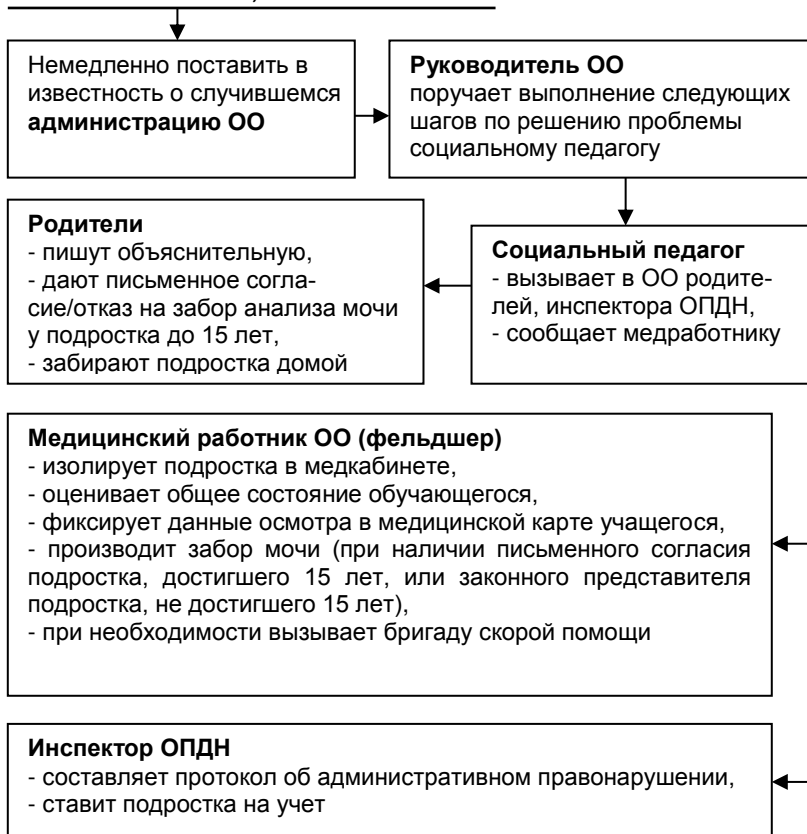 Немедленно поставить в
известность о случившемся
администрацию ОО
Руководитель ОО
поручает выполнение следующих
шагов по решению проблемы
социальному педагогу
Родители
- пишут объяснительную,
- дают письменное согла-
сие/отказ на забор анализа мочи
у подростка до 15 лет,
- забирают подростка домой
Социальный педагог
- вызывает в ОО родите-
лей, инспектора ОПДН,
- сообщает медработнику
Медицинский работник ОО (фельдшер)
- изолирует подростка в медкабинете,
- оценивает общее состояние обучающегося,
- фиксирует данные осмотра в медицинской карте учащегося,
- производит забор мочи (при наличии письменного согласия
подростка, достигшего 15 лет, или законного представителя
подростка, не достигшего 15 лет),
- при необходимости вызывает бригаду скорой помощи
Инспектор ОПДН
- составляет протокол об административном правонарушении,
- ставит подростка на учет